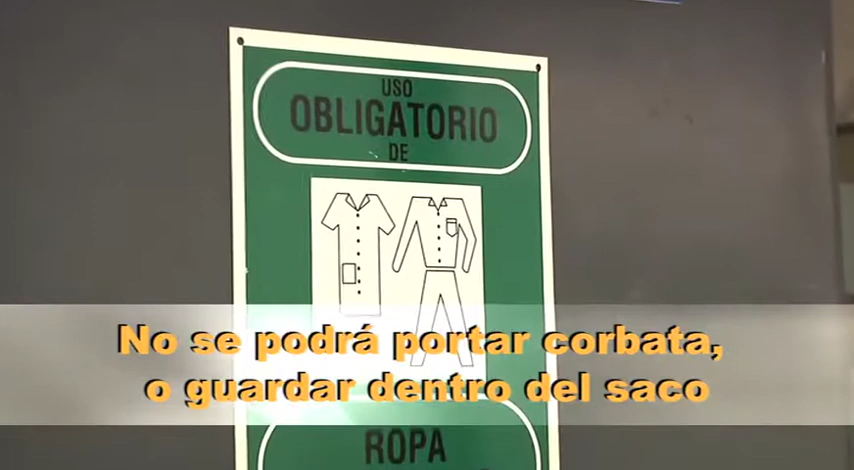 USO
OBLIGATORIO
DE
No se podrá portar corbata,
o guardar dentro del saco
ROPA